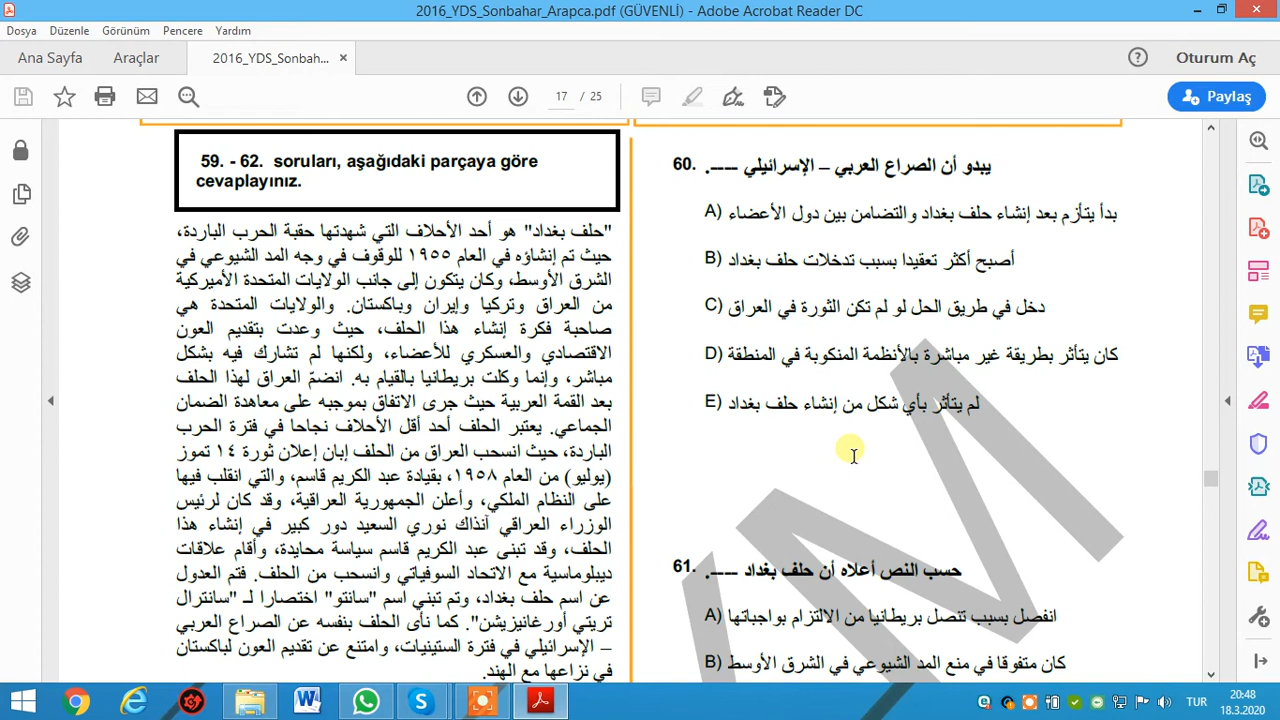 2016_YDS_Sonbahar_Arapca.pdf (GÜVENLİ) - Adobe Acrobat Reader DC
Dosya Düzenle Görünüm Pencere Yardım
Ana Sayfa Araçlar 2016_YDS_Sonbah... × Oturum Aç
17 / 25 Paylaş
59. - 62. soruları, aşağıdaki parçaya göre
cevaplayınız.
"حلف بغداد" هو أحد الأحلاف التي شهدتها حقبة الحرب الباردة،
حيث تم إنشاؤه في العام ١٩٥٥ للوقوف في وجه المد الشيوعي في
الشرق الأوسط، وكان يتكون إلى جانب الولايات المتحدة الأميركية
من العراق وتركيا وإيران وباكستان. والولايات المتحدة هي
صاحبة فكرة إنشاء هذا الحلف، حيث وعدت بتقديم العون
الاقتصادي والعسكري للأعضاء، ولكنها لم تشارك فيه بشكل
مباشر، وإنما وكلت بريطانيا بالقيام به. انضمّ العراق لهذا الحلف
بعد القمة العربية حيث جرى الاتفاق بموجبه على معاهدة الضمان
الجماعي. يعتبر الحلف أحد أقل الأحلاف نجاحا في فترة الحرب
الباردة، حيث انسحب العراق من الحلف إبان إعلان ثورة ١٤ تموز
(يوليو) من العام ١٩٥٨، بقيادة عبد الكريم قاسم، والتي انقلب فيها
على النظام الملكي، وأعلن الجمهورية العراقية، وقد كان لرئيس
الوزراء العراقي آنذاك نوري السعيد دور كبير في إنشاء هذا
الحلف، وقد تبنى عبد الكريم قاسم سياسة محايدة، وأقام علاقات
ديبلوماسية مع الاتحاد السوفياتي وانسحب من الحلف. فتم العدول
عن اسم حلف بغداد، وتم تبني اسم "سانتو" اختصارا لـ "سانترال
تريتي أورغانيزيشن". كما نأى الحلف بنفسه عن الصراع العربي
– الإسرائيلي في فترة الستينيات، وامتنع عن تقديم العون لباكستان
في نزاعها مع الهند.
60. يبدو أن الصراع العربي – الإسرائيلي ----.
A) بدأ يتأزم بعد إنشاء حلف بغداد والتضامن بين دول الأعضاء
B) أصبح أكثر تعقيدا بسبب تدخلات حلف بغداد
C) دخل في طريق الحل لو لم تكن الثورة في العراق
D) كان يتأثر بطريقة غير مباشرة بالأنظمة المنكوبة في المنطقة
E) لم يتأثر بأي شكل من إنشاء حلف بغداد
61. حسب النص أعلاه أن حلف بغداد ----.
A) انفصل بسبب تنصل بريطانيا من الالتزام بواجباتها
B) كان متفوقا في منع المد الشيوعي في الشرق الأوسط
TUR
20:48
18.3.2020